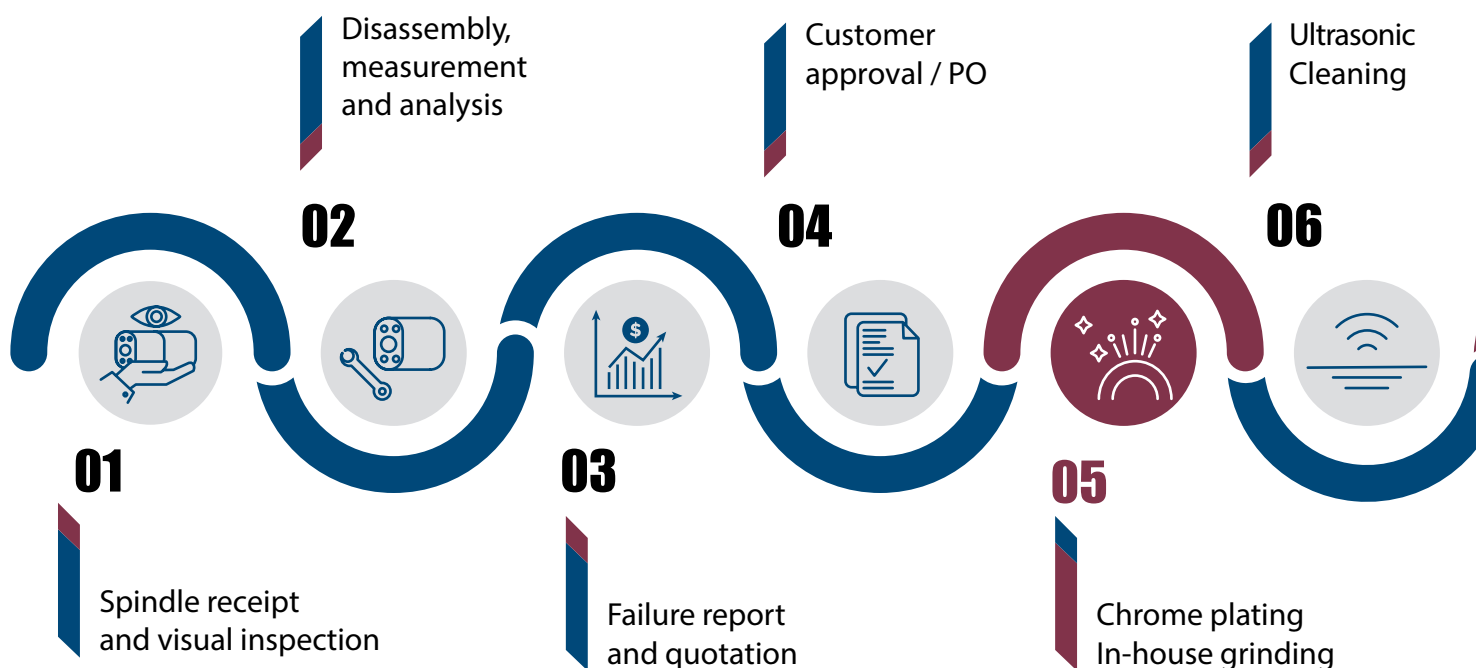 01
Spindle receipt
and visual inspection
02
Disassembly,
measurement
and analysis
03
$
Failure report
and quotation
04
Customer
approval / PO
05
Chrome plating
In-house grinding
06
Ultrasonic
Cleaning